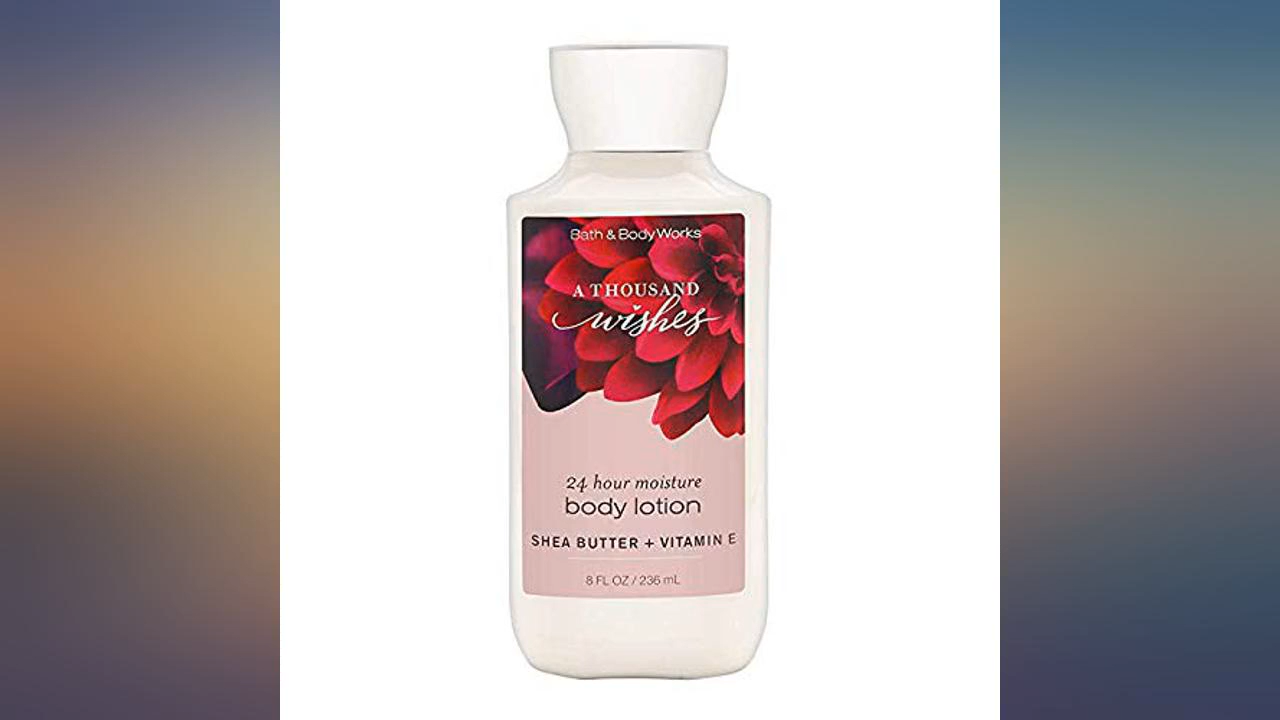 Bath & Body Works
A THOUSAND
wishes
24 hour moisture
body lotion
SHEA BUTTER + VITAMIN E
8 FL OZ / 236 mL